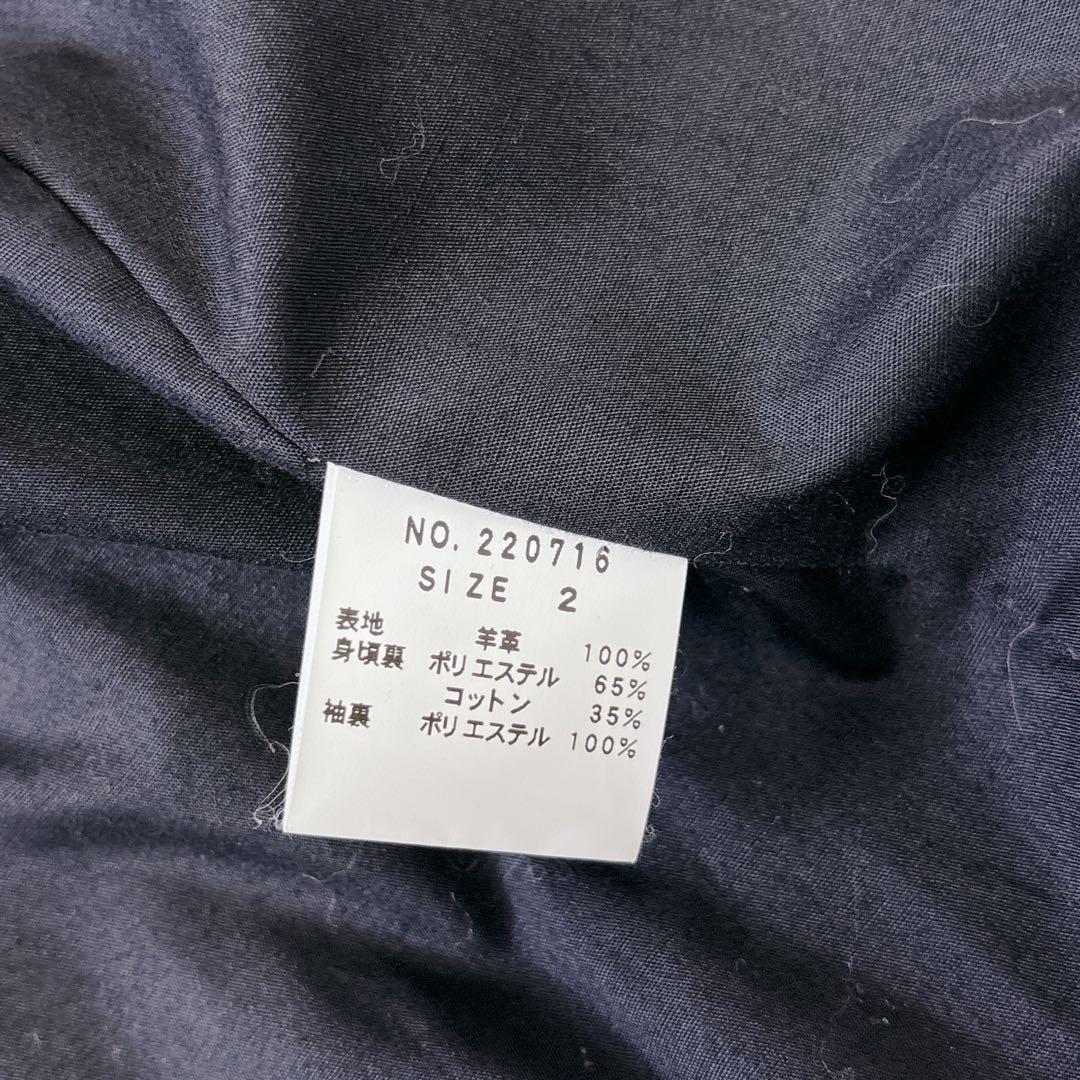 NO. 220716
SIZE 2
表地 羊革 100%
身頃裏 ポリエステル 65%
コットン 35%
袖裏 ポリエステル 100%